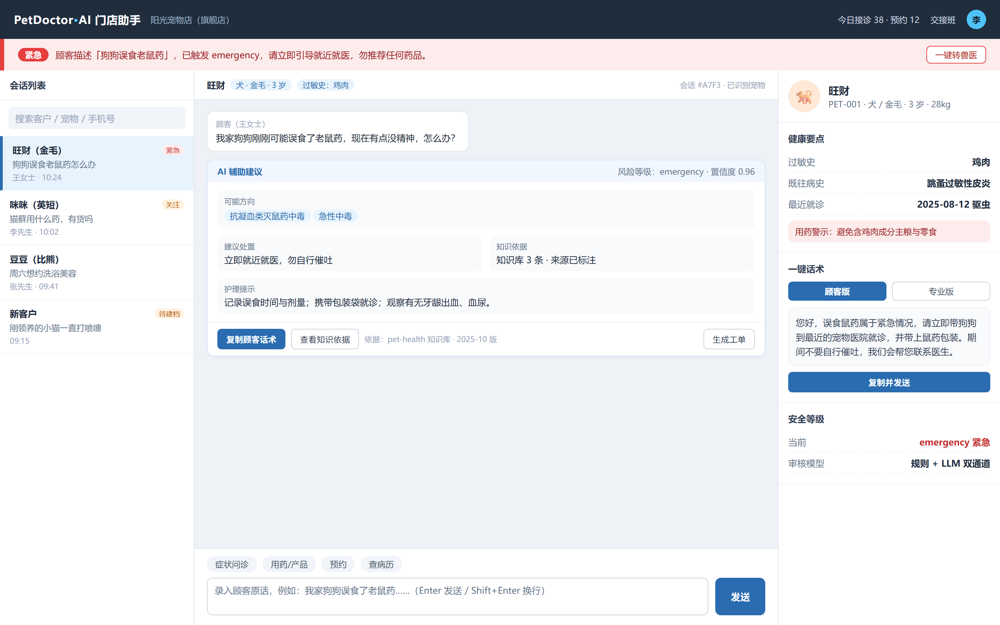 PetDoctor·AI 门店助手 阳光宠物店（旗舰店） 今日接诊 38 · 预约 12 交接班 李
紧急 顾客描述「狗狗误食老鼠药」，已触发 emergency，请立即引导就近就医，勿推荐任何药品。 一键转兽医
会话列表
搜索客户 / 宠物 / 手机号
旺财（金毛） 紧急
狗狗误食老鼠药怎么办
王女士 · 10:24
咪咪（英短） 关注
猫藓用什么药，有货吗
李先生 · 10:02
豆豆（比熊）
周六想约洗浴美容
张先生 · 09:41
新客户 待建档
刚领养的小猫一直打喷嚏
09:15
旺财 犬 · 金毛 · 3 岁 过敏史：鸡肉 会话 #A7F3 · 已识别宠物
顾客（王女士）
我家狗狗刚刚可能误食了老鼠药，现在有点没精神，怎么办？
AI 辅助建议 风险等级：emergency · 置信度 0.96
可能方向
抗凝血类灭鼠药中毒 急性中毒
建议处置
立即就近就医，勿自行催吐
知识依据
知识库 3 条 · 来源已标注
护理提示
记录误食时间与剂量；携带包装袋就诊；观察有无牙龈出血、血尿。
复制顾客话术 查看知识依据 依据：pet-health 知识库 · 2025-10 版 生成工单
症状问诊 用药/产品 预约 查病历
录入顾客原话，例如：我家狗狗误食了老鼠药……（Enter 发送 / Shift+Enter 换行）
发送
旺财
PET-001 · 犬 / 金毛 · 3 岁 · 28kg
健康要点
过敏史 鸡肉
既往病史 跳蚤过敏性皮炎
最近就诊 2025-08-12 驱虫
用药警示：避免含鸡肉成分主粮与零食
一键话术
顾客版 专业版
您好，误食鼠药属于紧急情况，请立即带狗狗
到最近的宠物医院就诊，并带上鼠药包装。期
间不要自行催吐，我们会帮您联系医生。
复制并发送
安全等级
当前 emergency 紧急
审核模型 规则 + LLM 双通道